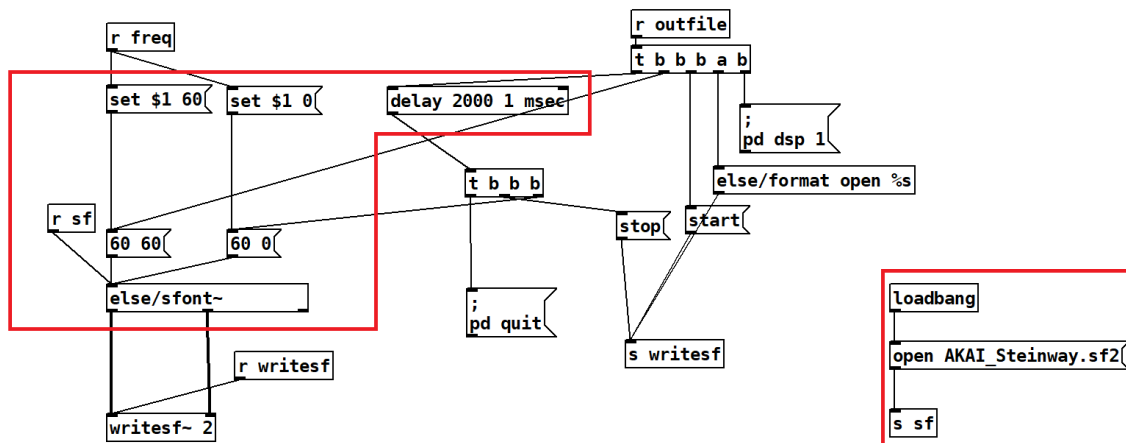 r outfile
r freq
t b b b a b
set $1 60
set $1 0
delay 2000 1 msec
;
pd dsp 1
t b b b
else/format open %s
r sf
stop
start
60 60
60 0
else/sfont~
loadbang
;
pd quit
s writesf
open AKAI_Steinway.sf2
r writesf
s sf
writesf~ 2